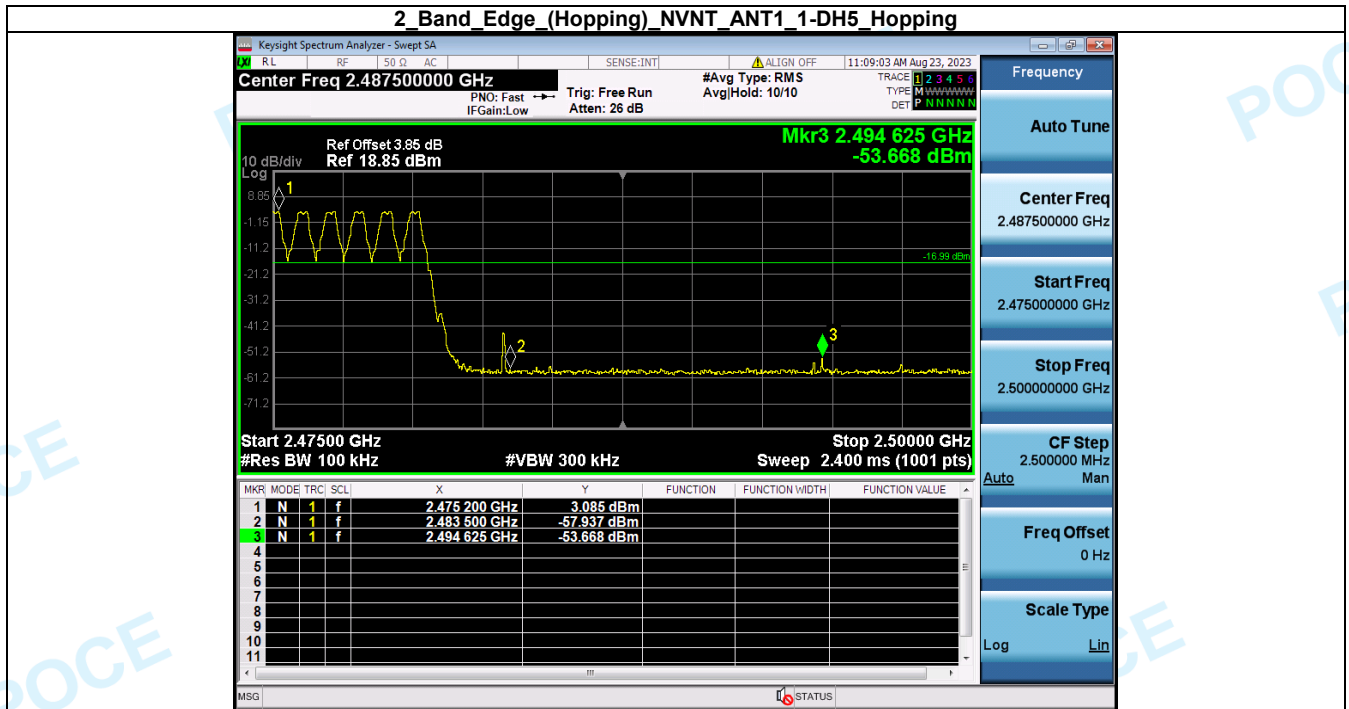 2_Band_Edge_(Hopping)_NVNT_ANT1_1-DH5_Hopping
Keysight Spectrum Analyzer - Swept SA
LXI RL RF 50 Ω AC SENSE:INT ALIGN OFF 11:09:03 AM Aug 23, 2023
Center Freq 2.487500000 GHz
PNO: Fast
IFGain:Low
Trig: Free Run
Atten: 26 dB
#Avg Type: RMS
Avg|Hold: 10/10
TRACE 1 2 3 4 5 6
TYPE M WWWWW
DET P N N N N N
Mkr3 2.494 625 GHz
-53.668 dBm
Ref Offset 3.85 dB
10 dB/div Ref 18.85 dBm
Log
8.85
-1.15
-11.2
-21.2
-31.2
-41.2
-51.2
-61.2
-71.2
1
2
3
-16.99 dBm
Start 2.47500 GHz Stop 2.50000 GHz
#Res BW 100 kHz #VBW 300 kHz Sweep 2.400 ms (1001 pts)
MKR MODE TRC SCL X Y FUNCTION FUNCTION WIDTH FUNCTION VALUE
1 N 1 f 2.475 200 GHz 3.085 dBm
2 N 1 f 2.483 500 GHz -57.937 dBm
3 N 1 f 2.494 625 GHz -53.668 dBm
4
5
6
7
8
9
10
11
MSG STATUS
Frequency
Auto Tune
Center Freq
2.487500000 GHz
Start Freq
2.475000000 GHz
Stop Freq
2.500000000 GHz
CF Step
2.500000 MHz
Auto Man
Freq Offset
0 Hz
Scale Type
Log Lin
POCE
POCE